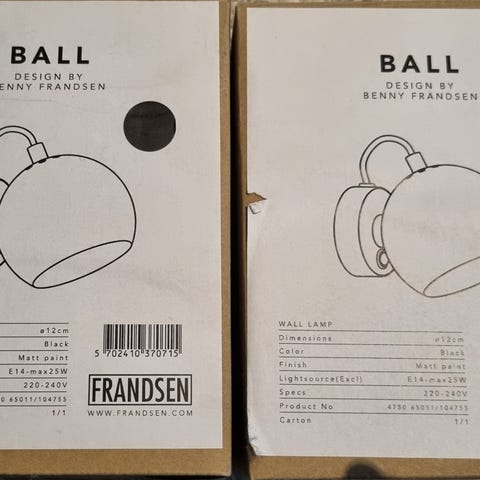 BALL
DESIGN BY
ENNY FRANDSEN
ø12cm
Black
Matt paint
E14-max25W
220-240V
0 65011/104755
1/1
5 702410 370715
FRANDSEN
WWW.FRANDSEN.COM
BALL
DESIGN BY
BENNY FRANDSEN
WALL LAMP
Dimensions ø12cm
Color Black
Finish Matt paint
Lightsource(Excl) E14-max25W
Specs 220-240V
Product No 4750 65011/104755
Carton 1/1